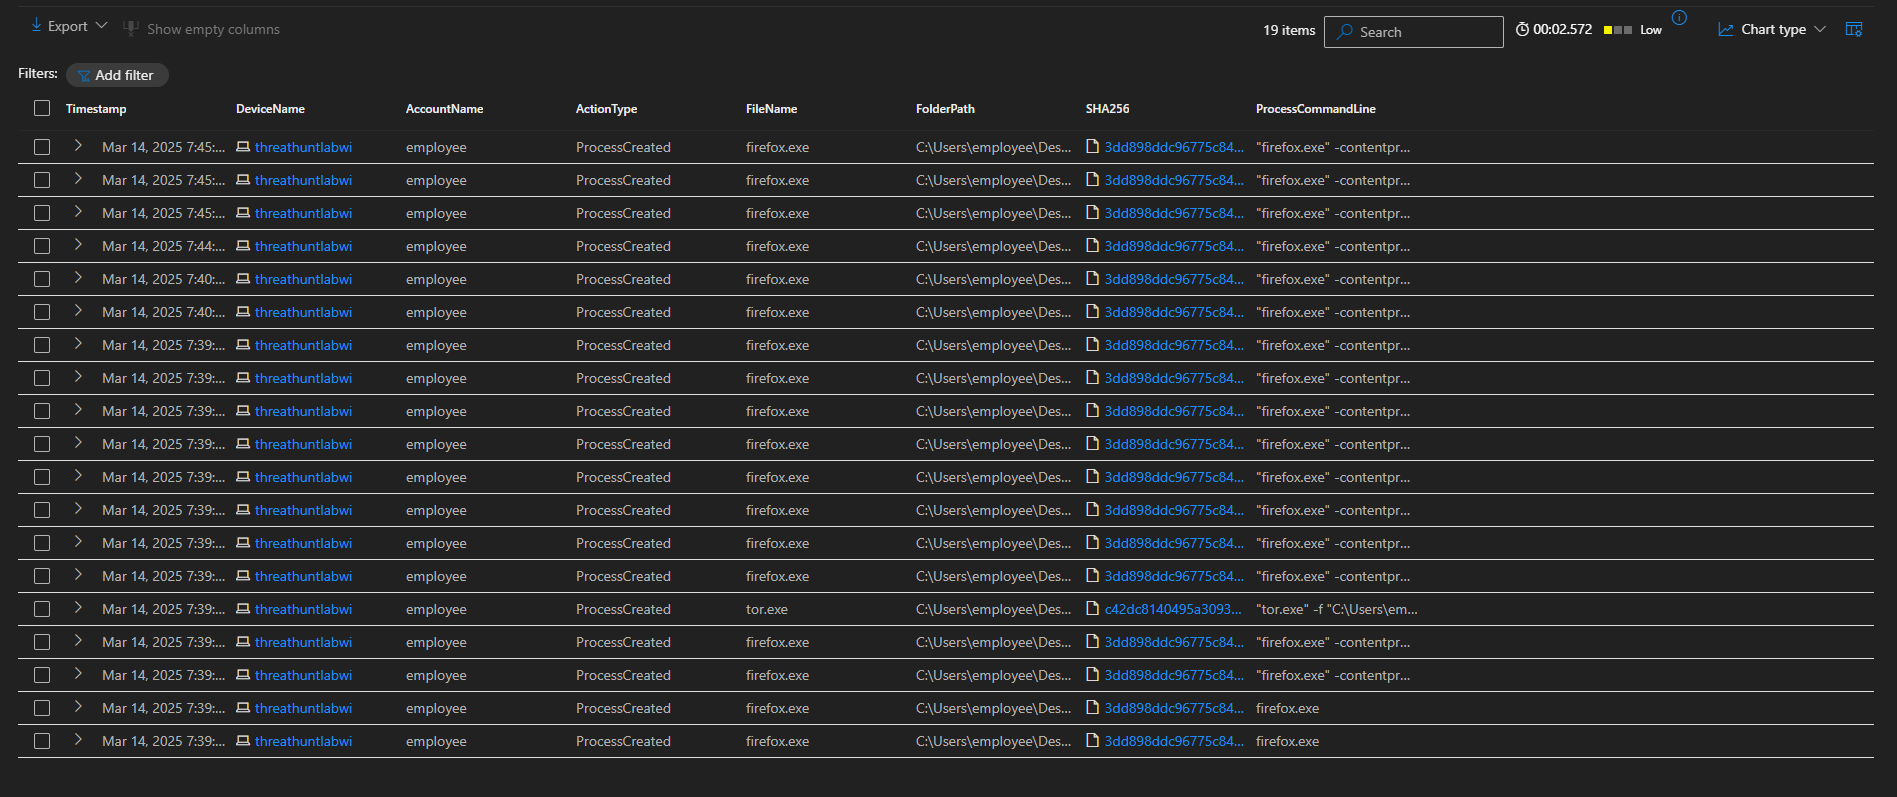 Export Show empty columns 19 items Search 00:02.572 Low Chart type
Filters: Add filter
Timestamp DeviceName AccountName ActionType FileName FolderPath SHA256 ProcessCommandLine
Mar 14, 2025 7:45:... threathuntlabwi employee ProcessCreated firefox.exe C:\Users\employee\Des... 3dd898ddc96775c84... "firefox.exe" -contentpr...
Mar 14, 2025 7:45:... threathuntlabwi employee ProcessCreated firefox.exe C:\Users\employee\Des... 3dd898ddc96775c84... "firefox.exe" -contentpr...
Mar 14, 2025 7:45:... threathuntlabwi employee ProcessCreated firefox.exe C:\Users\employee\Des... 3dd898ddc96775c84... "firefox.exe" -contentpr...
Mar 14, 2025 7:44:... threathuntlabwi employee ProcessCreated firefox.exe C:\Users\employee\Des... 3dd898ddc96775c84... "firefox.exe" -contentpr...
Mar 14, 2025 7:40:... threathuntlabwi employee ProcessCreated firefox.exe C:\Users\employee\Des... 3dd898ddc96775c84... "firefox.exe" -contentpr...
Mar 14, 2025 7:40:... threathuntlabwi employee ProcessCreated firefox.exe C:\Users\employee\Des... 3dd898ddc96775c84... "firefox.exe" -contentpr...
Mar 14, 2025 7:39:... threathuntlabwi employee ProcessCreated firefox.exe C:\Users\employee\Des... 3dd898ddc96775c84... "firefox.exe" -contentpr...
Mar 14, 2025 7:39:... threathuntlabwi employee ProcessCreated firefox.exe C:\Users\employee\Des... 3dd898ddc96775c84... "firefox.exe" -contentpr...
Mar 14, 2025 7:39:... threathuntlabwi employee ProcessCreated firefox.exe C:\Users\employee\Des... 3dd898ddc96775c84... "firefox.exe" -contentpr...
Mar 14, 2025 7:39:... threathuntlabwi employee ProcessCreated firefox.exe C:\Users\employee\Des... 3dd898ddc96775c84... "firefox.exe" -contentpr...
Mar 14, 2025 7:39:... threathuntlabwi employee ProcessCreated firefox.exe C:\Users\employee\Des... 3dd898ddc96775c84... "firefox.exe" -contentpr...
Mar 14, 2025 7:39:... threathuntlabwi employee ProcessCreated firefox.exe C:\Users\employee\Des... 3dd898ddc96775c84... "firefox.exe" -contentpr...
Mar 14, 2025 7:39:... threathuntlabwi employee ProcessCreated firefox.exe C:\Users\employee\Des... 3dd898ddc96775c84... "firefox.exe" -contentpr...
Mar 14, 2025 7:39:... threathuntlabwi employee ProcessCreated firefox.exe C:\Users\employee\Des... 3dd898ddc96775c84... "firefox.exe" -contentpr...
Mar 14, 2025 7:39:... threathuntlabwi employee ProcessCreated tor.exe C:\Users\employee\Des... c42dc8140495a3093... "tor.exe" -f "C:\Users\em...
Mar 14, 2025 7:39:... threathuntlabwi employee ProcessCreated firefox.exe C:\Users\employee\Des... 3dd898ddc96775c84... "firefox.exe" -contentpr...
Mar 14, 2025 7:39:... threathuntlabwi employee ProcessCreated firefox.exe C:\Users\employee\Des... 3dd898ddc96775c84... "firefox.exe" -contentpr...
Mar 14, 2025 7:39:... threathuntlabwi employee ProcessCreated firefox.exe C:\Users\employee\Des... 3dd898ddc96775c84... firefox.exe
Mar 14, 2025 7:39:... threathuntlabwi employee ProcessCreated firefox.exe C:\Users\employee\Des... 3dd898ddc96775c84... firefox.exe